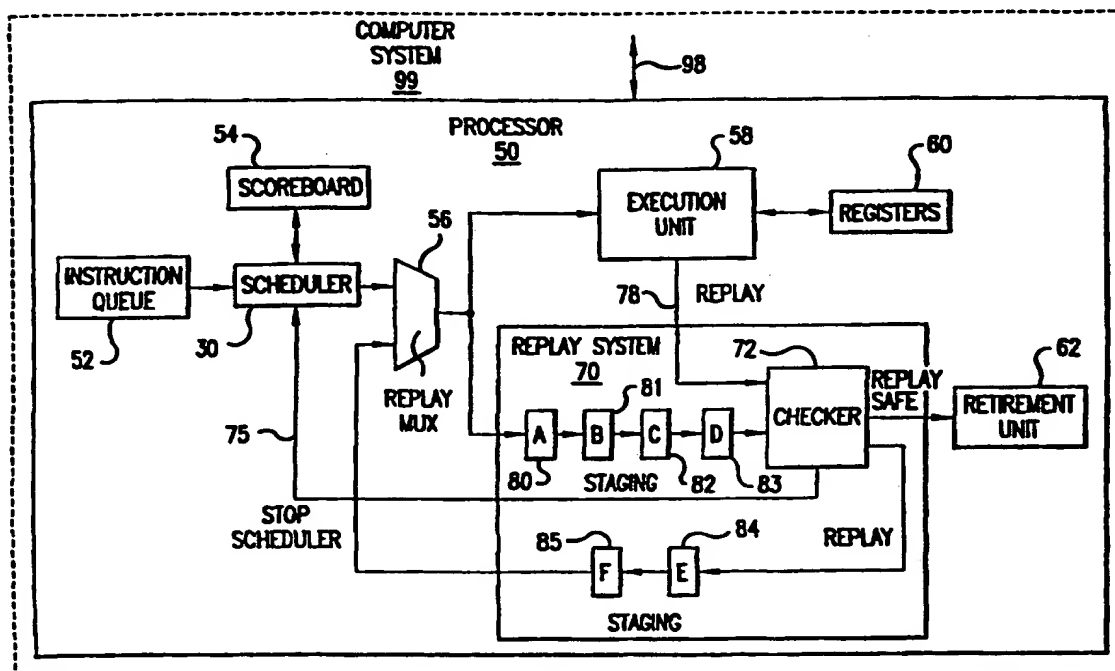 COMPUTER
SYSTEM
99
98
PROCESSOR
50
54
SCOREBOARD
58
EXECUTION
UNIT
60
REGISTERS
56
INSTRUCTION
QUEUE
52
SCHEDULER
30
REPLAY
MUX
78
REPLAY
REPLAY SYSTEM
70
72
CHECKER
REPLAY
SAFE
62
RETIREMENT
UNIT
81
A
B
C
D
80
STAGING
82
83
75
STOP
SCHEDULER
85
84
REPLAY
F
E
STAGING